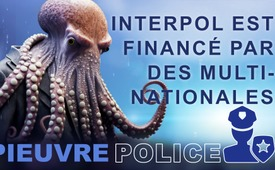 INTERPOL EST
FINANCÉ PAR
DES MULTI-
NATIONALES
PIEUVRE POLICE